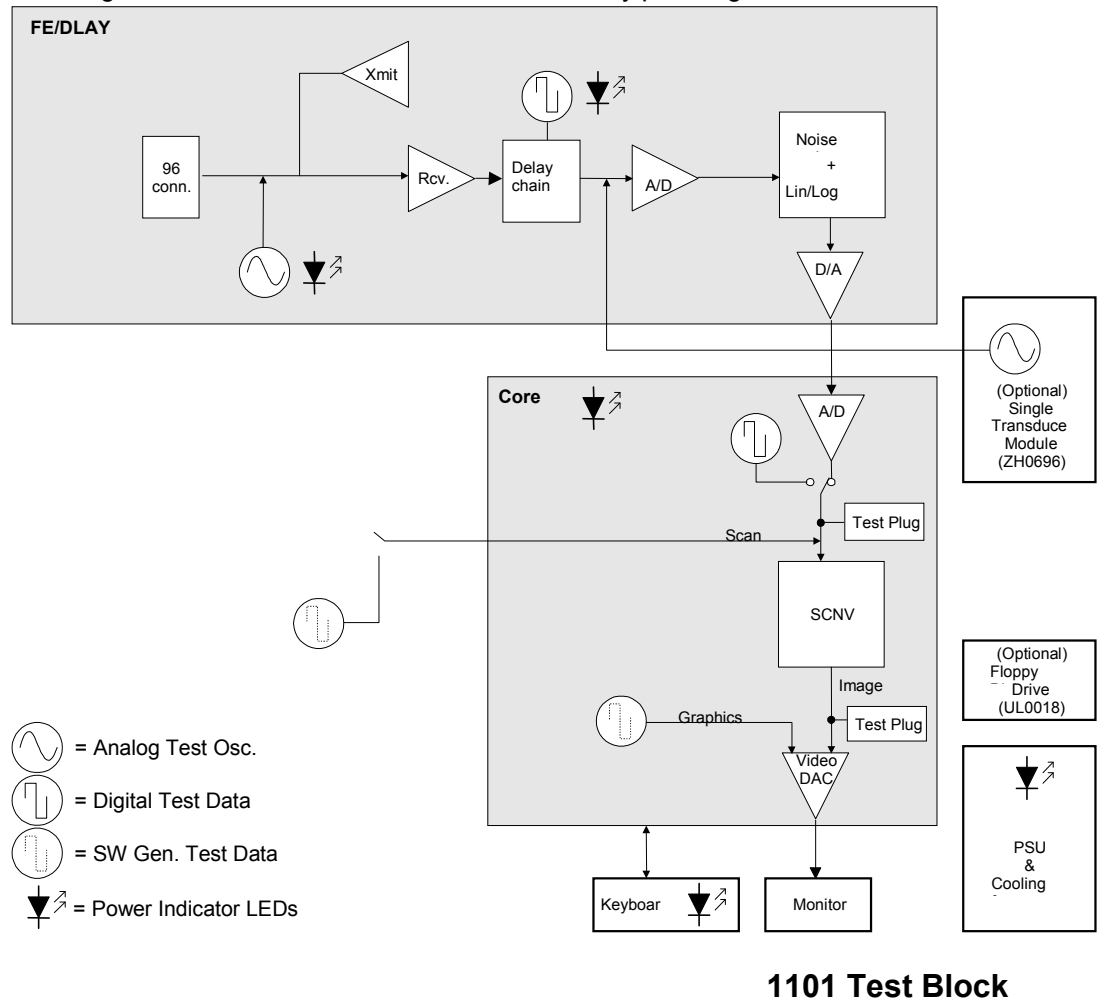 FE/DLAY
Xmit
96
conn.
Rcv.
Delay
chain
A/D
Noise
+
Lin/Log
D/A
(Optional)
Single
Transduce
Module
(ZH0696)
Core
A/D
Test Plug
Scan
SCNV
Image
Graphics
Test Plug
Video
DAC
(Optional)
Floppy
Drive
(UL0018)
= Analog Test Osc.
= Digital Test Data
= SW Gen. Test Data
= Power Indicator LEDs
PSU
&
Cooling
Keyboar
Monitor
1101 Test Block